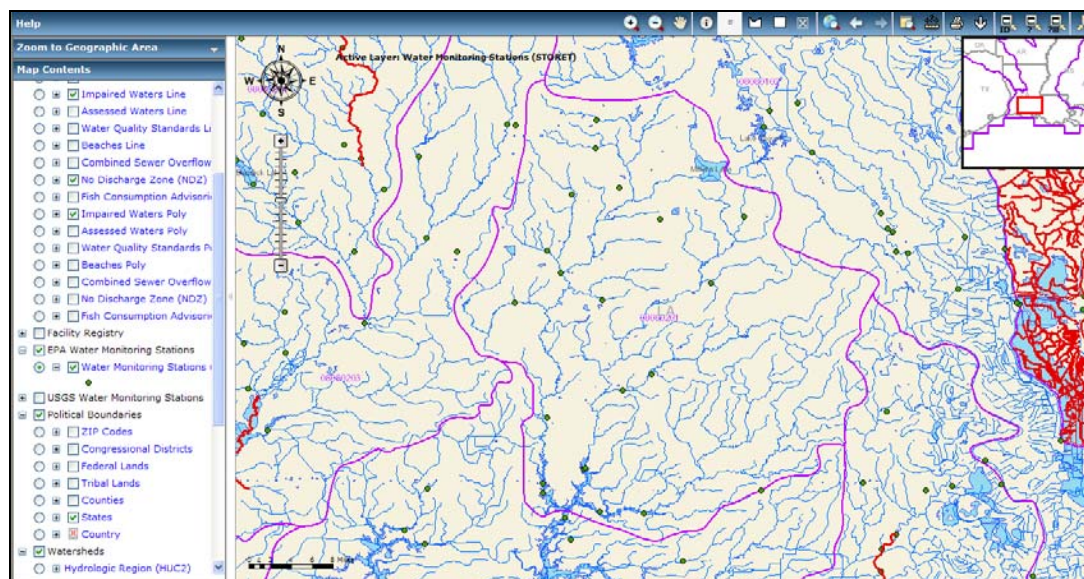 Help
Zoom to Geographic Area
Map Contents
Impaired Waters Line
Assessed Waters Line
Water Quality Standards Li
Beaches Line
Combined Sewer Overflow
No Discharge Zone (NDZ)
Fish Consumption Advisorie
Impaired Waters Poly
Assessed Waters Poly
Water Quality Standards Po
Beaches Poly
Combined Sewer Overflow
No Discharge Zone (NDZ)
Fish Consumption Advisorie
Facility Registry
EPA Water Monitoring Stations
Water Monitoring Stations (
USGS Water Monitoring Stations
Political Boundaries
ZIP Codes
Congressional Districts
Federal Lands
Tribal Lands
Counties
States
Country
Watersheds
Hydrologic Region (HUC2)
Active Layer: Water Monitoring Stations (STORET)
N
W E
S
TX